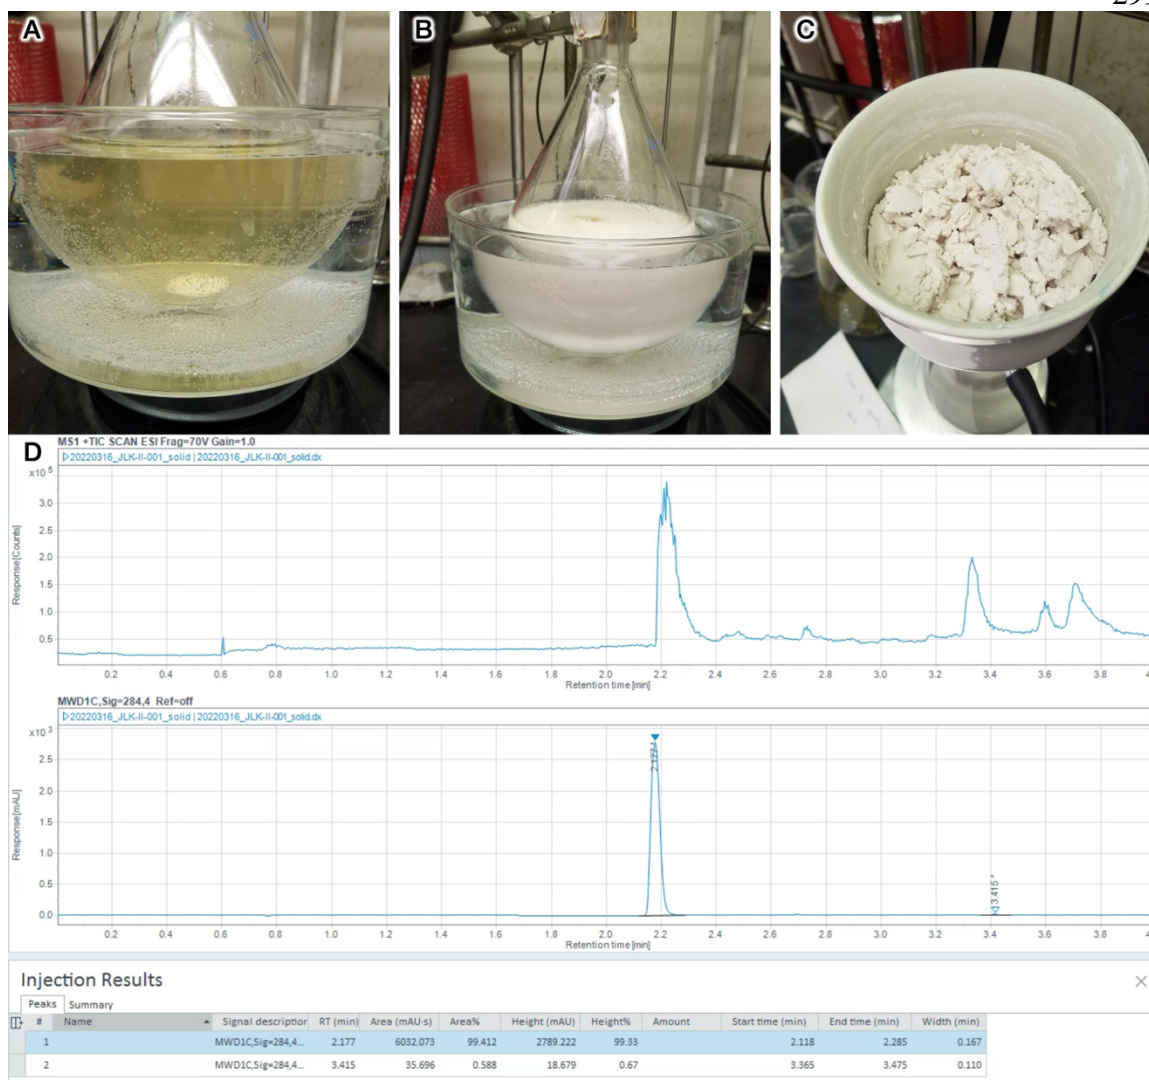 A
B
C
D
MS1 +TIC SCAN ESI Frag=70V Gain=1.0
20220316_JLK-II-001_solid | 20220316_JLK-II-001_solid.dx
x10 5
Response[Counts]
3.0
2.5
2.0
1.5
1.0
0.5
0.2 0.4 0.6 0.8 1.0 1.2 1.4 1.6 1.8 2.0 2.2 2.4 2.6 2.8 3.0 3.2 3.4 3.6 3.8 4
Retention time [min]
MWD1C,Sig=284,4 Ref=off
20220316_JLK-II-001_solid | 20220316_JLK-II-001_solid.dx
x10 3
Response[mAU]
2.5
2.0
1.5
1.0
0.5
0.0
2.177 *
3.415 *
0.2 0.4 0.6 0.8 1.0 1.2 1.4 1.6 1.8 2.0 2.2 2.4 2.6 2.8 3.0 3.2 3.4 3.6 3.8 4
Retention time [min]
Injection Results
Peaks Summary
# Name Signal descriptior RT (min) Area (mAU·s) Area% Height (mAU) Height% Amount Start time (min) End time (min) Width (min)
1 MWD1C,Sig=284,4... 2.177 6032.073 99.412 2789.222 99.33 2.118 2.285 0.167
2 MWD1C,Sig=284,4... 3.415 35.696 0.588 18.679 0.67 3.365 3.475 0.110